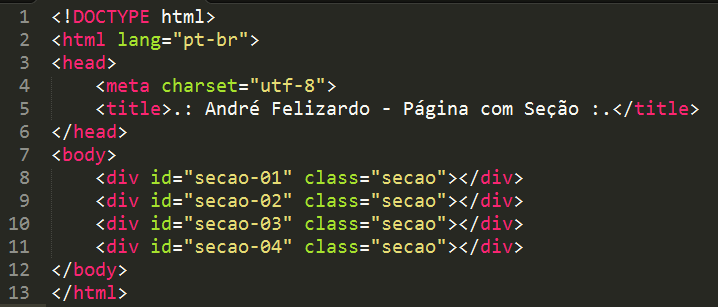 1 <!DOCTYPE html>
2 <html lang="pt-br">
3 <head>
4     <meta charset="utf-8">
5     <title>.: André Felizardo - Página com Seção :.</title>
6 </head>
7 <body>
8     <div id="secao-01" class="secao"></div>
9     <div id="secao-02" class="secao"></div>
10     <div id="secao-03" class="secao"></div>
11     <div id="secao-04" class="secao"></div>
12 </body>
13 </html>